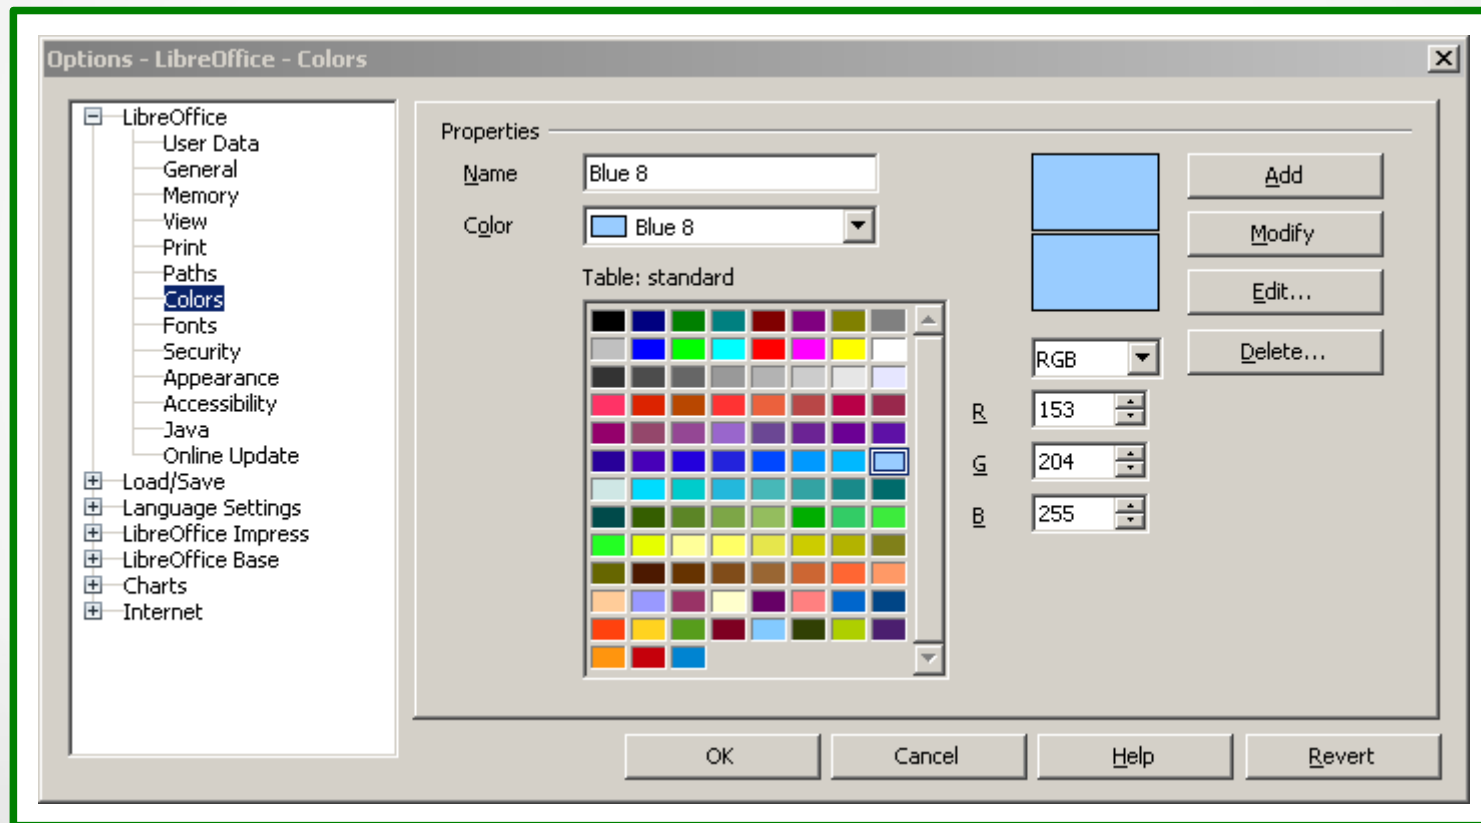 Options - LibreOffice - Colors
LibreOffice
User Data
General
Memory
View
Print
Paths
Colors
Fonts
Security
Appearance
Accessibility
Java
Online Update
Load/Save
Language Settings
LibreOffice Impress
LibreOffice Base
Charts
Internet
Properties
Name
Blue 8
Color
Blue 8
Table: standard
Add
Modify
Edit...
Delete...
RGB
R
153
G
204
B
255
OK
Cancel
Help
Revert